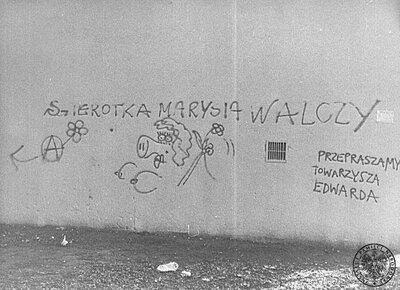 SIEROTKA MARYSIA WALCZY
A
PRZEPRASZAMY
TOWARZYSZA
EDWARDA